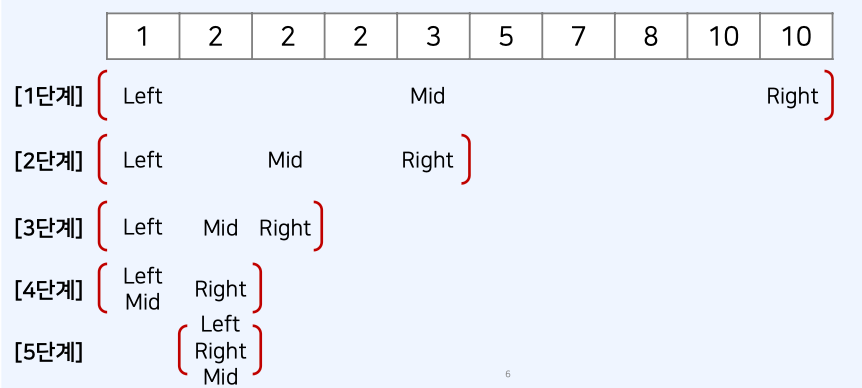 1 2 2 2 3 5 7 8 10 10
[1단계] Left Mid Right
[2단계] Left Mid Right
[3단계] Left Mid Right
[4단계] Left Mid Right
[5단계] Left Right Mid
6